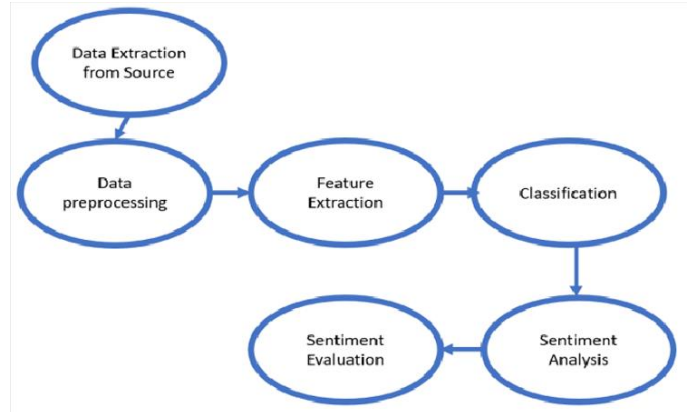 Data Extraction
from Source
Data
preprocessing
Feature
Extraction
Classification
Sentiment
Evaluation
Sentiment
Analysis